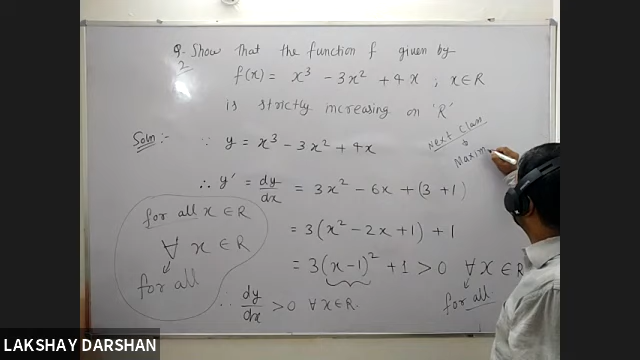 Q.2 Show that the function f given by
f(x) = x³ - 3x² + 4x ; x∈R
is strictly increasing on 'R'
Soln :- ∵ y = x³ - 3x² + 4x
Next Class
Maxim
∴ y' = dy/dx = 3x² - 6x + (3 + 1)
= 3(x² - 2x + 1) + 1
= 3(x - 1)² + 1 > 0 ∀ x ∈ R
for all
for all x ∈ R
∀ x ∈ R
for all
∴ dy/dx > 0 ∀ x∈R.
LAKSHAY DARSHAN